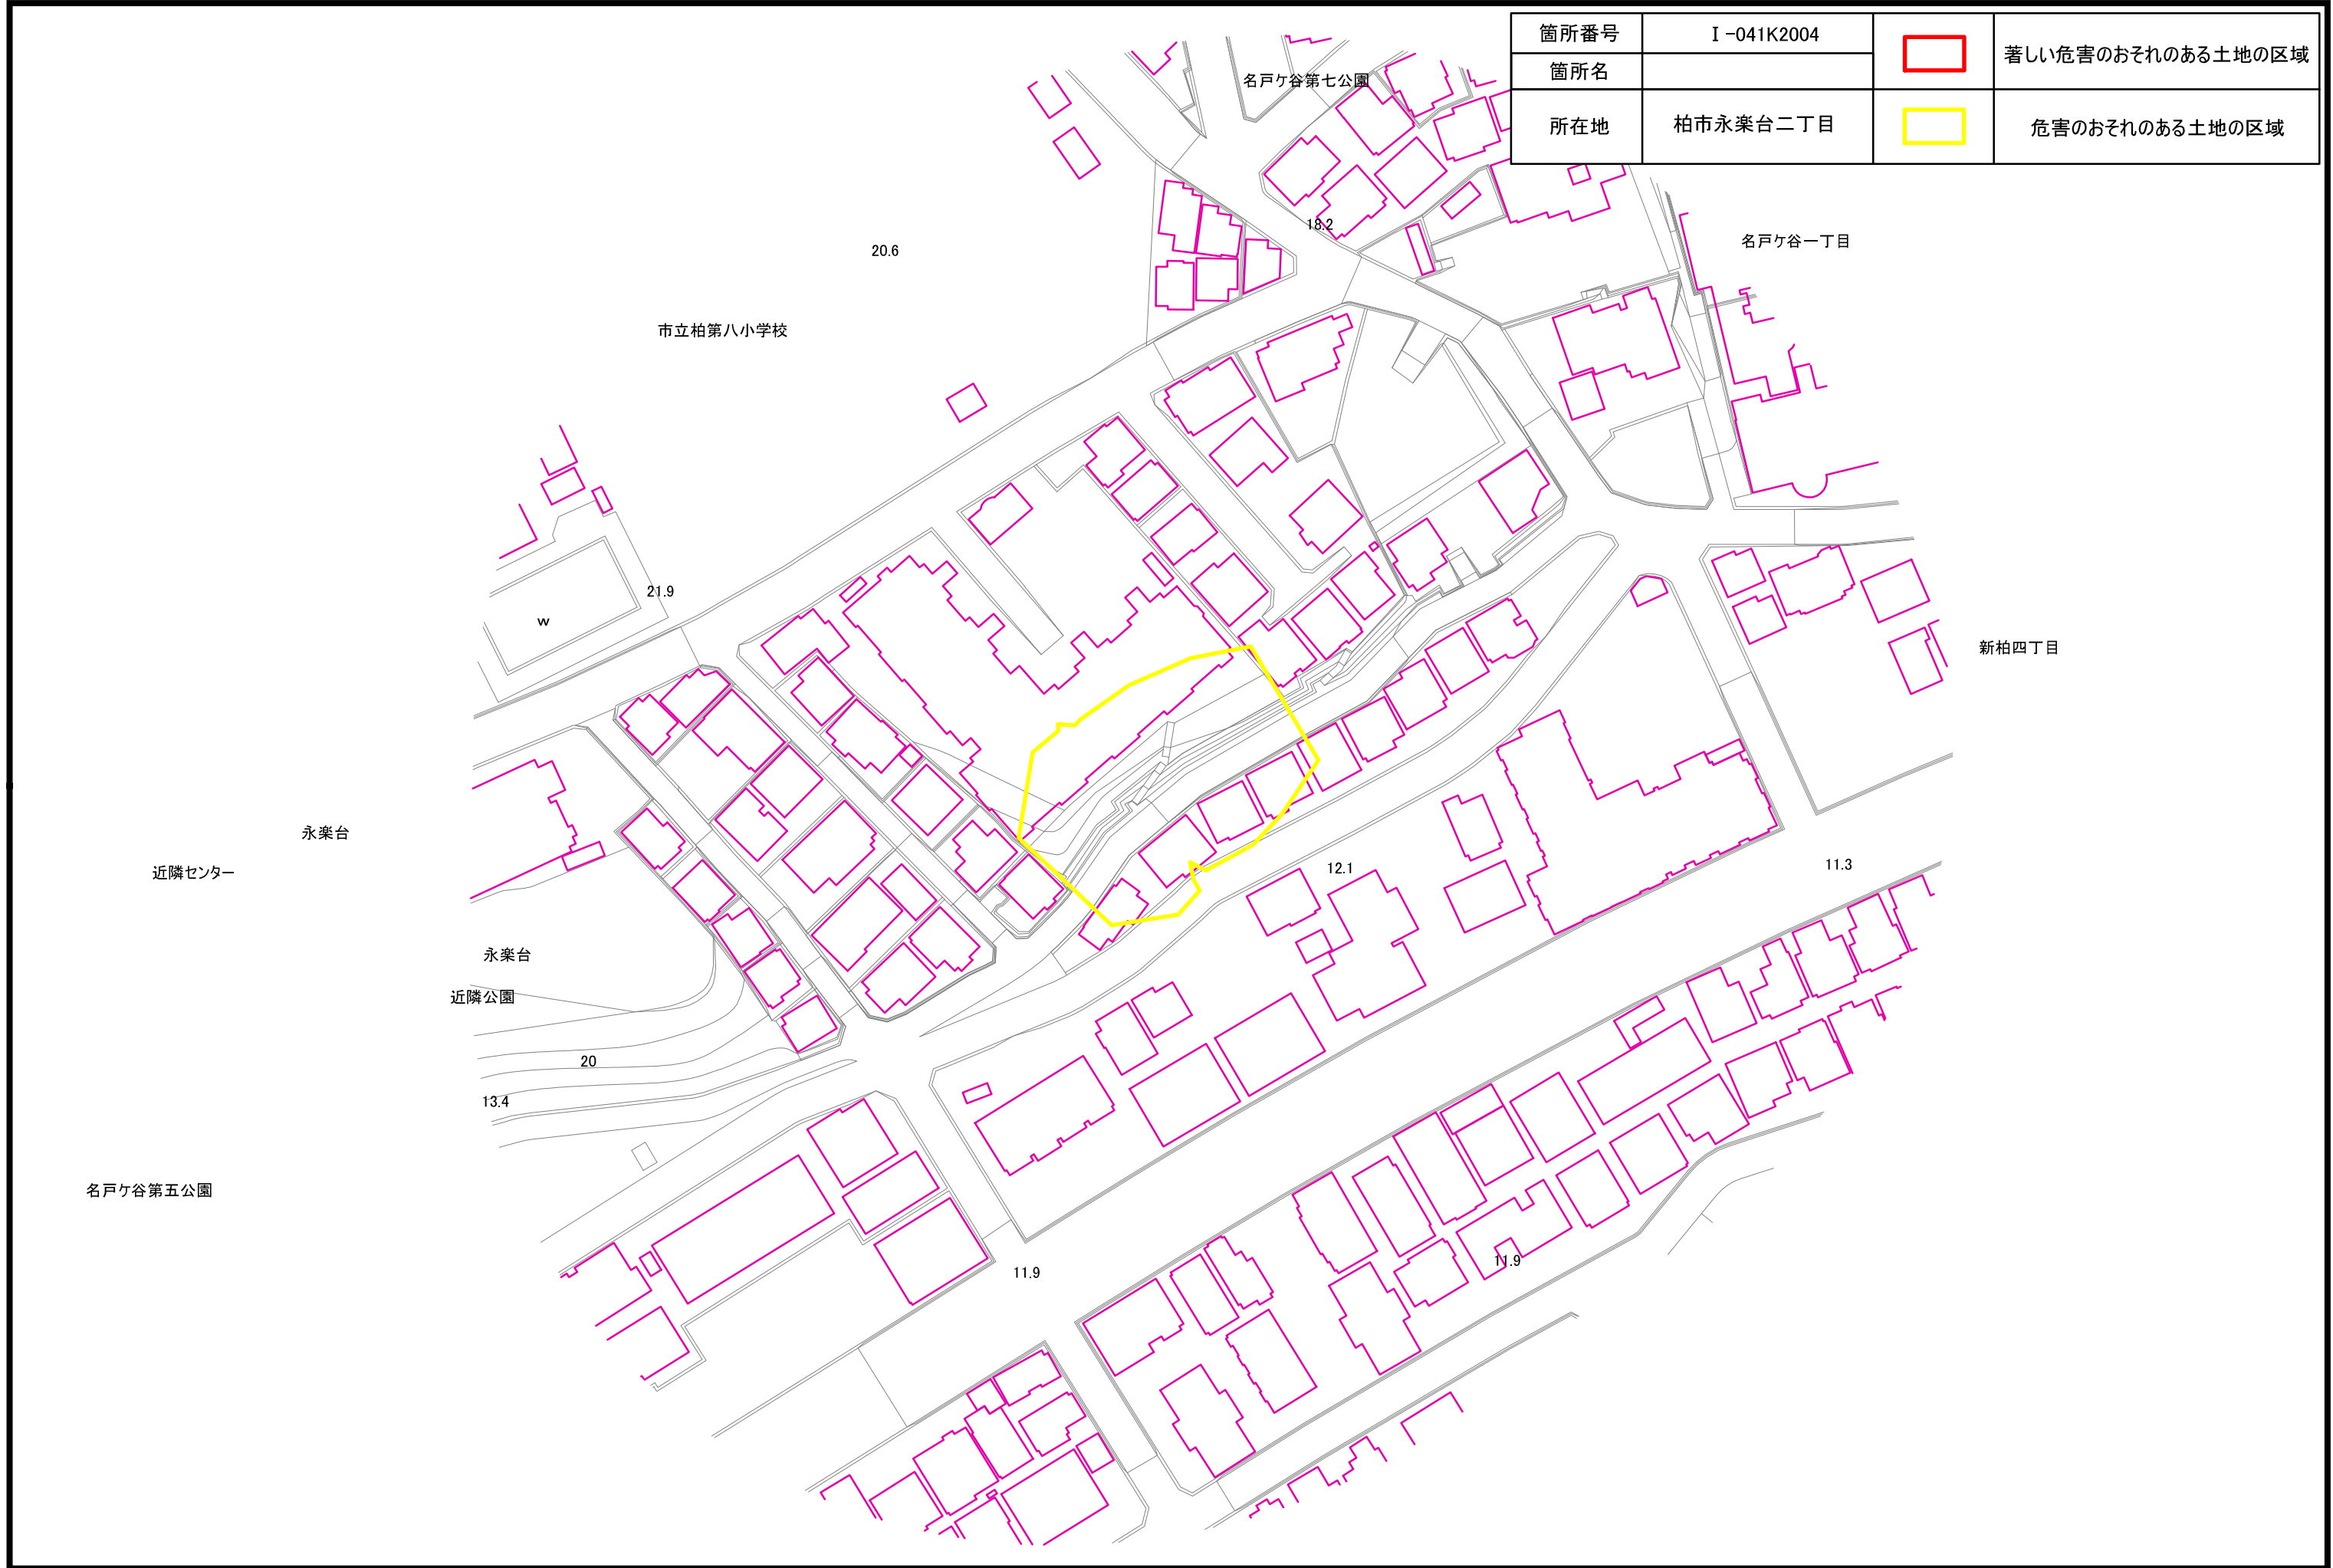 箇所番号
Ⅰ-041K2004
著しい危害のおそれのある土地の区域
箇所名
所在地
柏市永楽台二丁目
危害のおそれのある土地の区域
名戸ケ谷第七公園
18.2
名戸ケ谷一丁目
20.6
市立柏第八小学校
21.9
w
新柏四丁目
永楽台
近隣センター
12.1
11.3
永楽台
近隣公園
20
13.4
名戸ケ谷第五公園
11.9
11.9